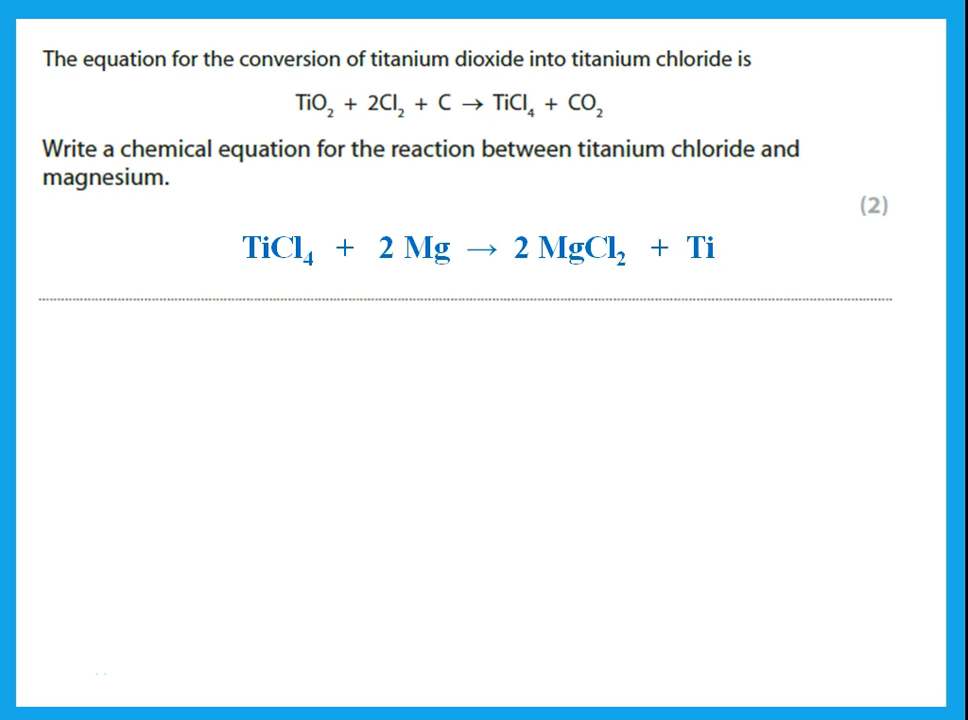 The equation for the conversion of titanium dioxide into titanium chloride is
TiO₂ + 2Cl₂ + C → TiCl₄ + CO₂
Write a chemical equation for the reaction between titanium chloride and
magnesium.
(2)
TiCl₄ + 2 Mg → 2 MgCl₂ + Ti